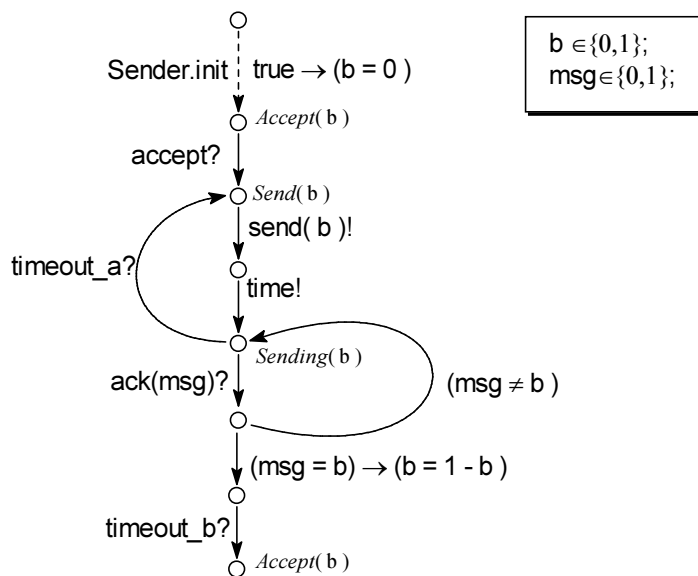 b ∈{0,1};
msg∈{0,1};
Sender.init true → (b = 0 )
Accept( b )
accept?
Send( b )
send( b )!
timeout_a?
time!
Sending( b )
ack(msg)?
(msg ≠ b )
(msg = b) → (b = 1 - b )
timeout_b?
Accept( b )